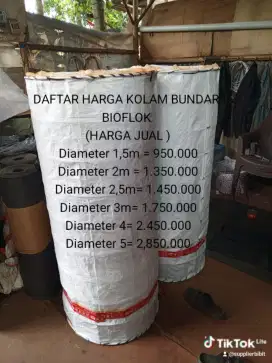 DAFTAR HARGA KOLAM BUNDAR
BIOFLOK
(HARGA JUAL )
Diameter 1,5m = 950.000
Diameter 2m = 1.350.000
Diameter 2,5m= 1.450.000
Diameter 3m= 1.750.000
Diameter 4= 2.450.000
Diameter 5= 2,850.000
TikTok Lite